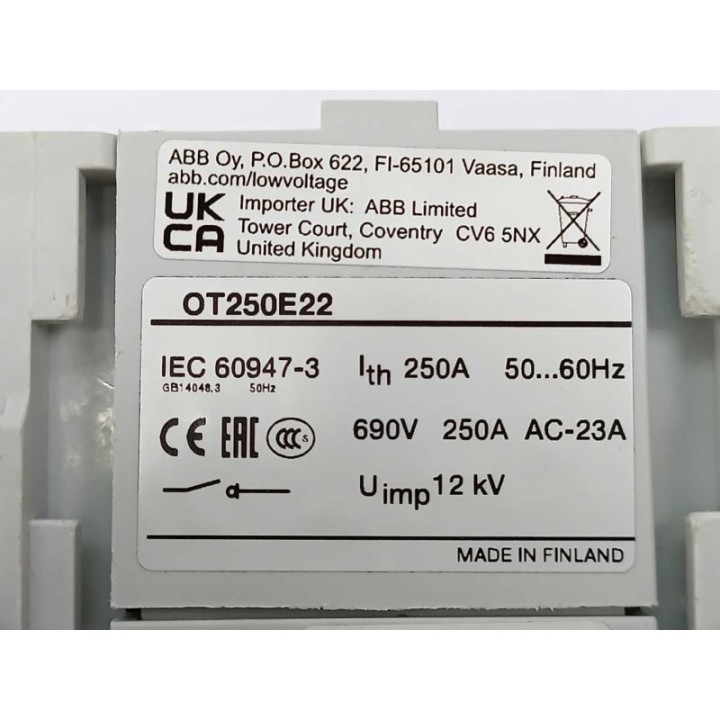 ABB Oy, P.O.Box 622, FI-65101 Vaasa, Finland
abb.com/lowvoltage
UK
CA
Importer UK: ABB Limited
Tower Court, Coventry CV6 5NX
United Kingdom
OT250E22
IEC 60947-3 Ith 250A 50...60Hz
GB14048.3 50Hz
CE EAC CCC S 690V 250A AC-23A
Uimp 12 kV
MADE IN FINLAND